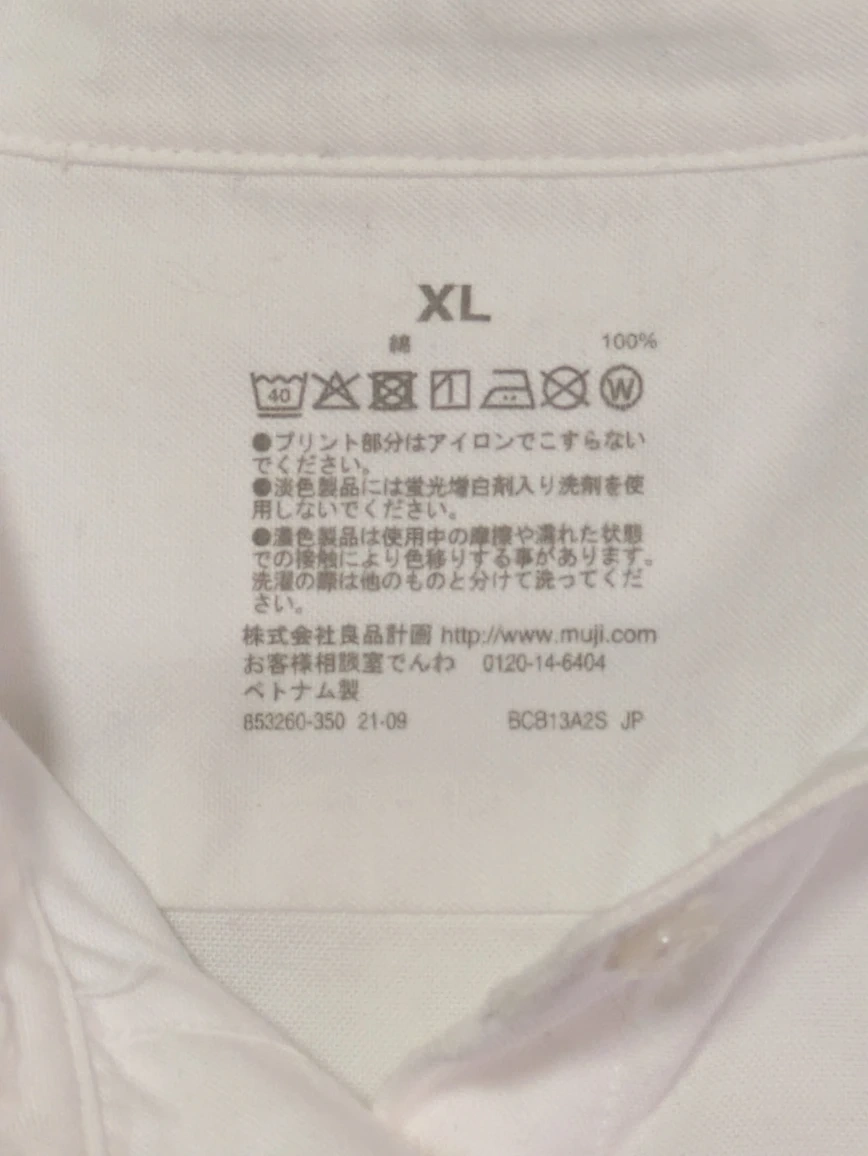 XL
綿 100%
40
W
●プリント部分はアイロンでこすらない
でください。
●淡色製品には蛍光増白剤入り洗剤を使
用しないでください。
●濃色製品は使用中の摩擦や濡れた状態
での接触により色移りする事があります。
洗濯の際は他のものと分けて洗ってくだ
さい。
株式会社良品計画 http://www.muji.com
お客様相談室でんわ 0120-14-6404
ベトナム製
853260-350 21-09 BCB13A2S JP